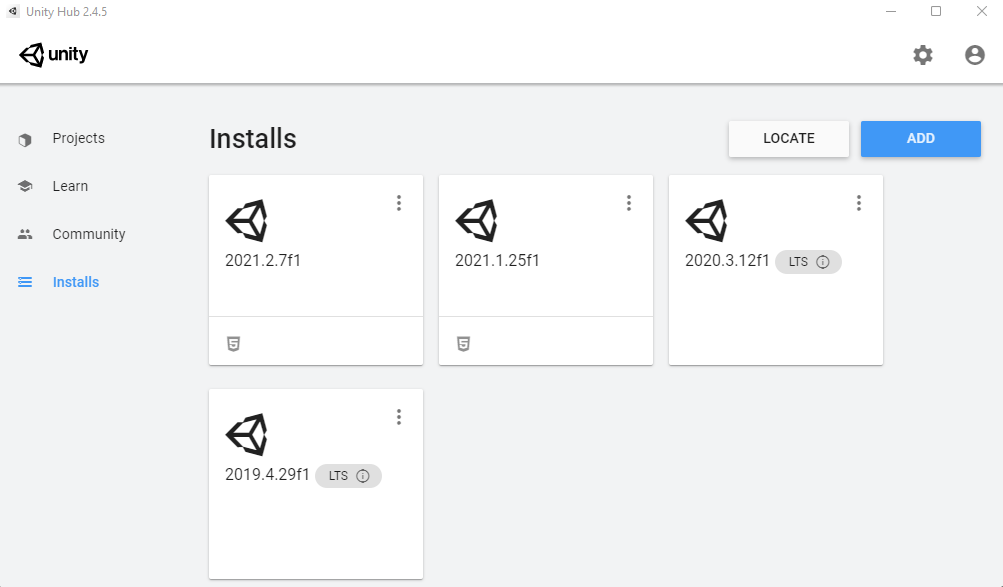 Unity Hub 2.4.5
unity
Projects
Learn
Community
Installs
Installs
LOCATE
ADD
2021.2.7f1
2021.1.25f1
2020.3.12f1 LTS
2019.4.29f1 LTS